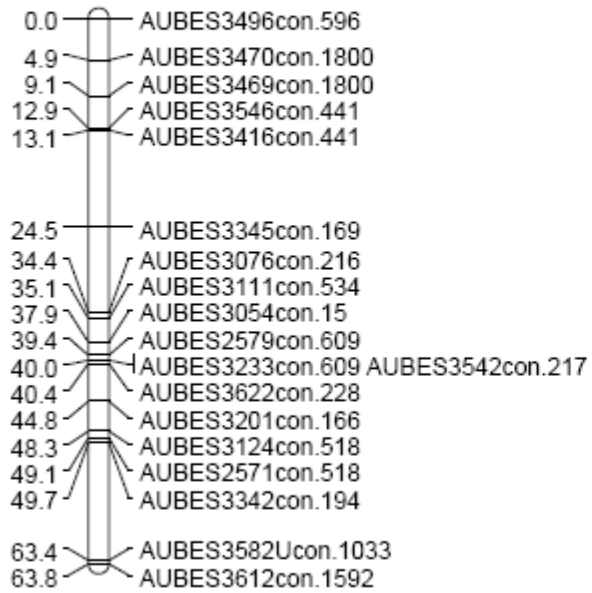 0.0 AUBES3496con.596
4.9 AUBES3470con.1800
9.1 AUBES3469con.1800
12.9 AUBES3546con.441
13.1 AUBES3416con.441
24.5 AUBES3345con.169
34.4 AUBES3076con.216
35.1 AUBES3111con.534
37.9 AUBES3054con.15
39.4 AUBES2579con.609
40.0 AUBES3233con.609 AUBES3542con.217
40.4 AUBES3622con.228
44.8 AUBES3201con.166
48.3 AUBES3124con.518
49.1 AUBES2571con.518
49.7 AUBES3342con.194
63.4 AUBES3582Ucon.1033
63.8 AUBES3612con.1592